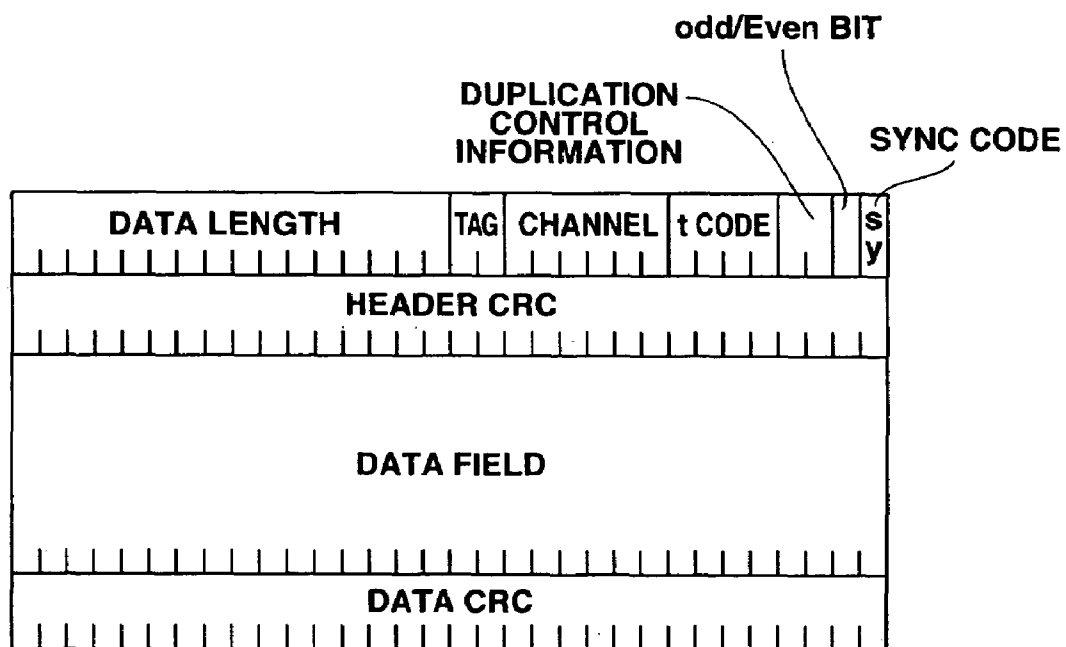 odd/Even BIT
DUPLICATION
CONTROL
INFORMATION
SYNC CODE
DATA LENGTH
TAG
CHANNEL
t CODE
s
y
HEADER CRC
DATA FIELD
DATA CRC